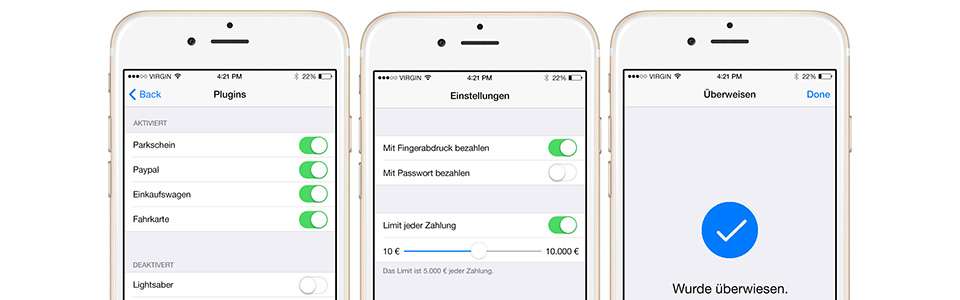 VIRGIN 4:21 PM 22%
Back Plugins
AKTIVIERT
Parkschein
Paypal
Einkaufswagen
Fahrkarte
DEAKTIVERT
Lightsaber
VIRGIN 4:21 PM 22%
Einstellungen
Mit Fingerabdruck bezahlen
Mit Passwort bezahlen
Limit jeder Zahlung
10 € 10.000 €
Das Limit ist 5.000 € jeder Zahlung.
VIRGIN 4:21 PM 22%
Überweisen Done
Wurde überwiesen.